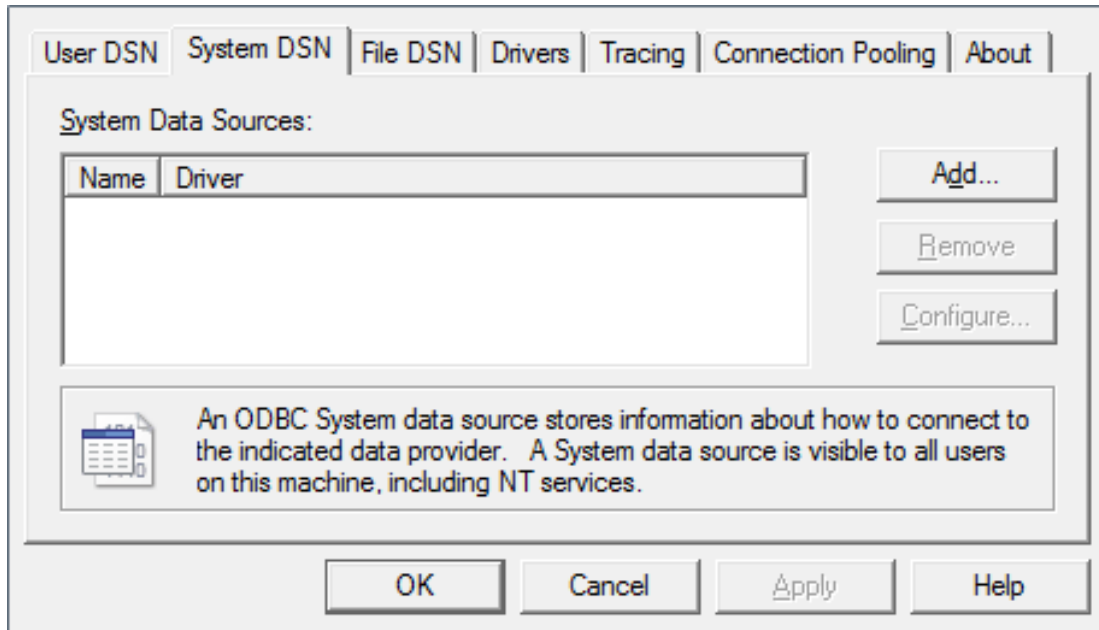 User DSN System DSN File DSN Drivers Tracing Connection Pooling About
System Data Sources:
Name Driver
Add...
Remove
Configure...
An ODBC System data source stores information about how to connect to
the indicated data provider. A System data source is visible to all users
on this machine, including NT services.
OK Cancel Apply Help